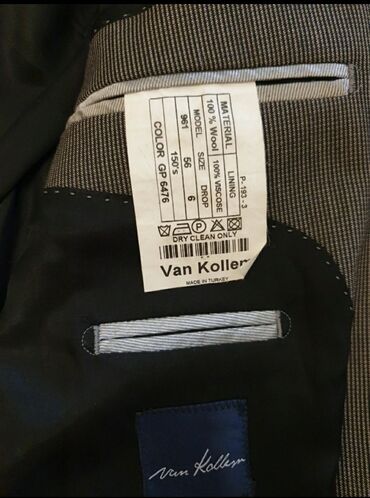 P-193 - 3
MATERIAL LINING
100 % Wool 100% VISCOSE
MODEL SIZE DROP
961 56 6
150's
COLOR GP 6476
DRY CLEAN ONLY
Van Kollem
MADE IN TURKEY
Van Kollem